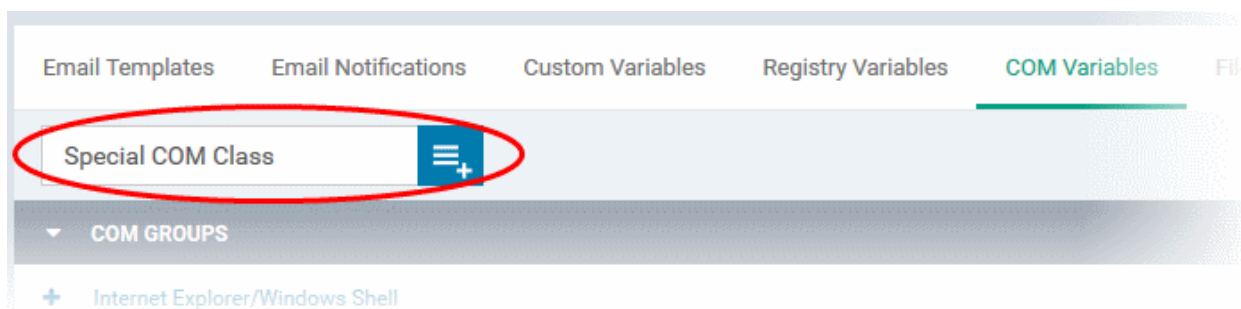 Email Templates Email Notifications Custom Variables Registry Variables COM Variables
Special COM Class
COM GROUPS
Internet Explorer/Windows Shell